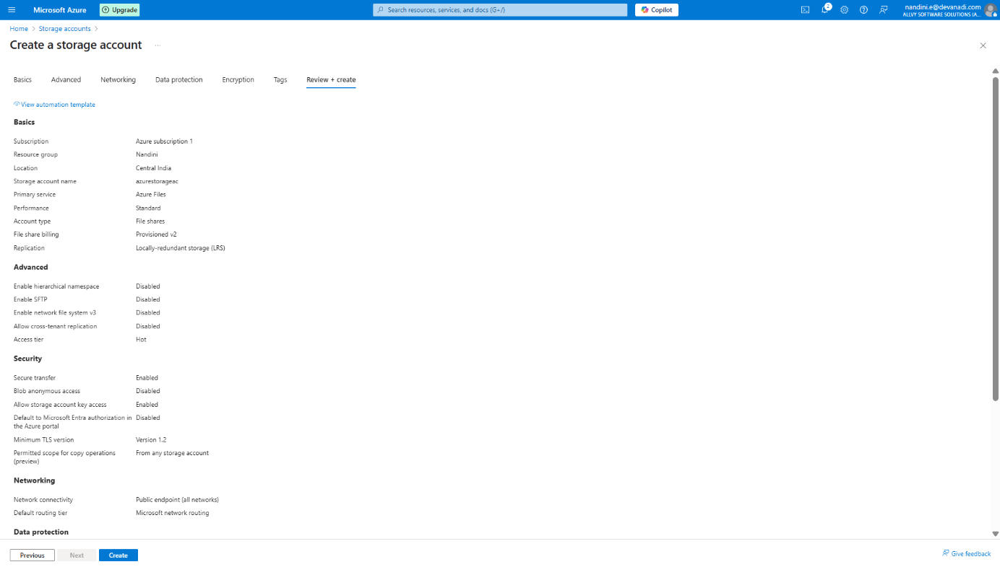 Microsoft Azure
Upgrade
Search resources, services, and docs (G+/)
Copilot
2
nandini.e@devanadi.com
ALLVY SOFTWARE SOLUTIONS (A...
Home > Storage accounts >
Create a storage account ...
Basics Advanced Networking Data protection Encryption Tags Review + create
View automation template
Basics
Subscription Azure subscription 1
Resource group Nandini
Location Central India
Storage account name azurestorageac
Primary service Azure Files
Performance Standard
Account type File shares
File share billing Provisioned v2
Replication Locally-redundant storage (LRS)
Advanced
Enable hierarchical namespace Disabled
Enable SFTP Disabled
Enable network file system v3 Disabled
Allow cross-tenant replication Disabled
Access tier Hot
Security
Secure transfer Enabled
Blob anonymous access Disabled
Allow storage account key access Enabled
Default to Microsoft Entra authorization in Disabled
the Azure portal
Minimum TLS version Version 1.2
Permitted scope for copy operations From any storage account
(preview)
Networking
Network connectivity Public endpoint (all networks)
Default routing tier Microsoft network routing
Data protection
Previous Next Create
Give feedback